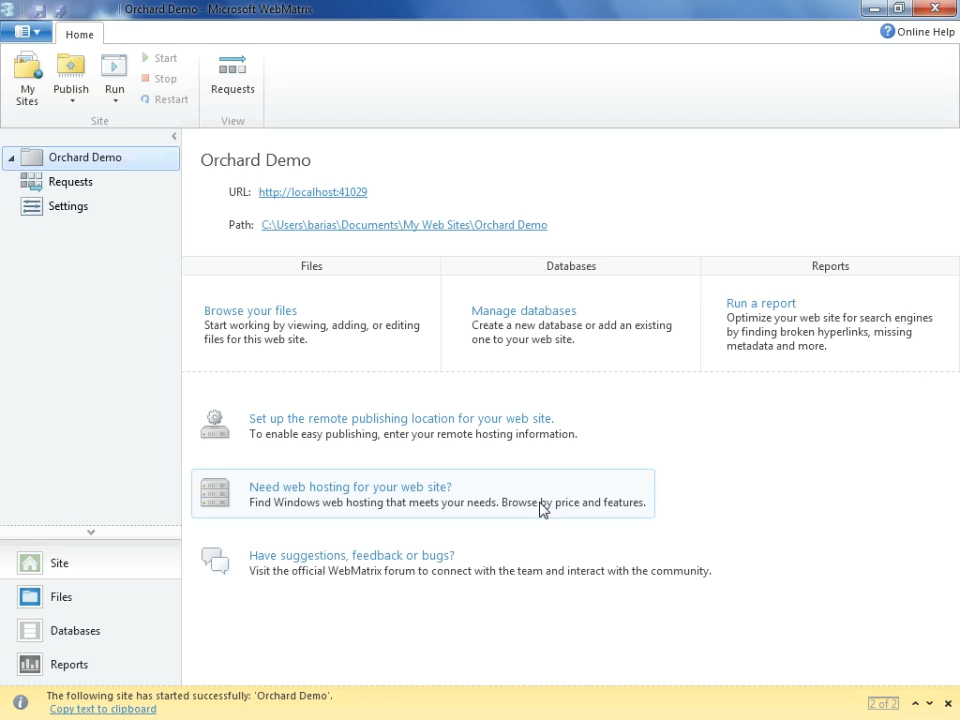 Orchard Demo - Microsoft WebMatrix
Home
Online Help
My Sites
Publish
Run
Start
Stop
Restart
Requests
Site
View
Orchard Demo
Requests
Settings
Orchard Demo
URL: http://localhost:41029
Path: C:\Users\barias\Documents\My Web Sites\Orchard Demo
Files
Databases
Reports
Browse your files
Start working by viewing, adding, or editing
files for this web site.
Manage databases
Create a new database or add an existing
one to your web site.
Run a report
Optimize your web site for search engines
by finding broken hyperlinks, missing
metadata and more.
Set up the remote publishing location for your web site.
To enable easy publishing, enter your remote hosting information.
Need web hosting for your web site?
Find Windows web hosting that meets your needs. Browse by price and features.
Have suggestions, feedback or bugs?
Visit the official WebMatrix forum to connect with the team and interact with the community.
Site
Files
Databases
Reports
The following site has started successfully: 'Orchard Demo'.
Copy text to clipboard
2 of 2